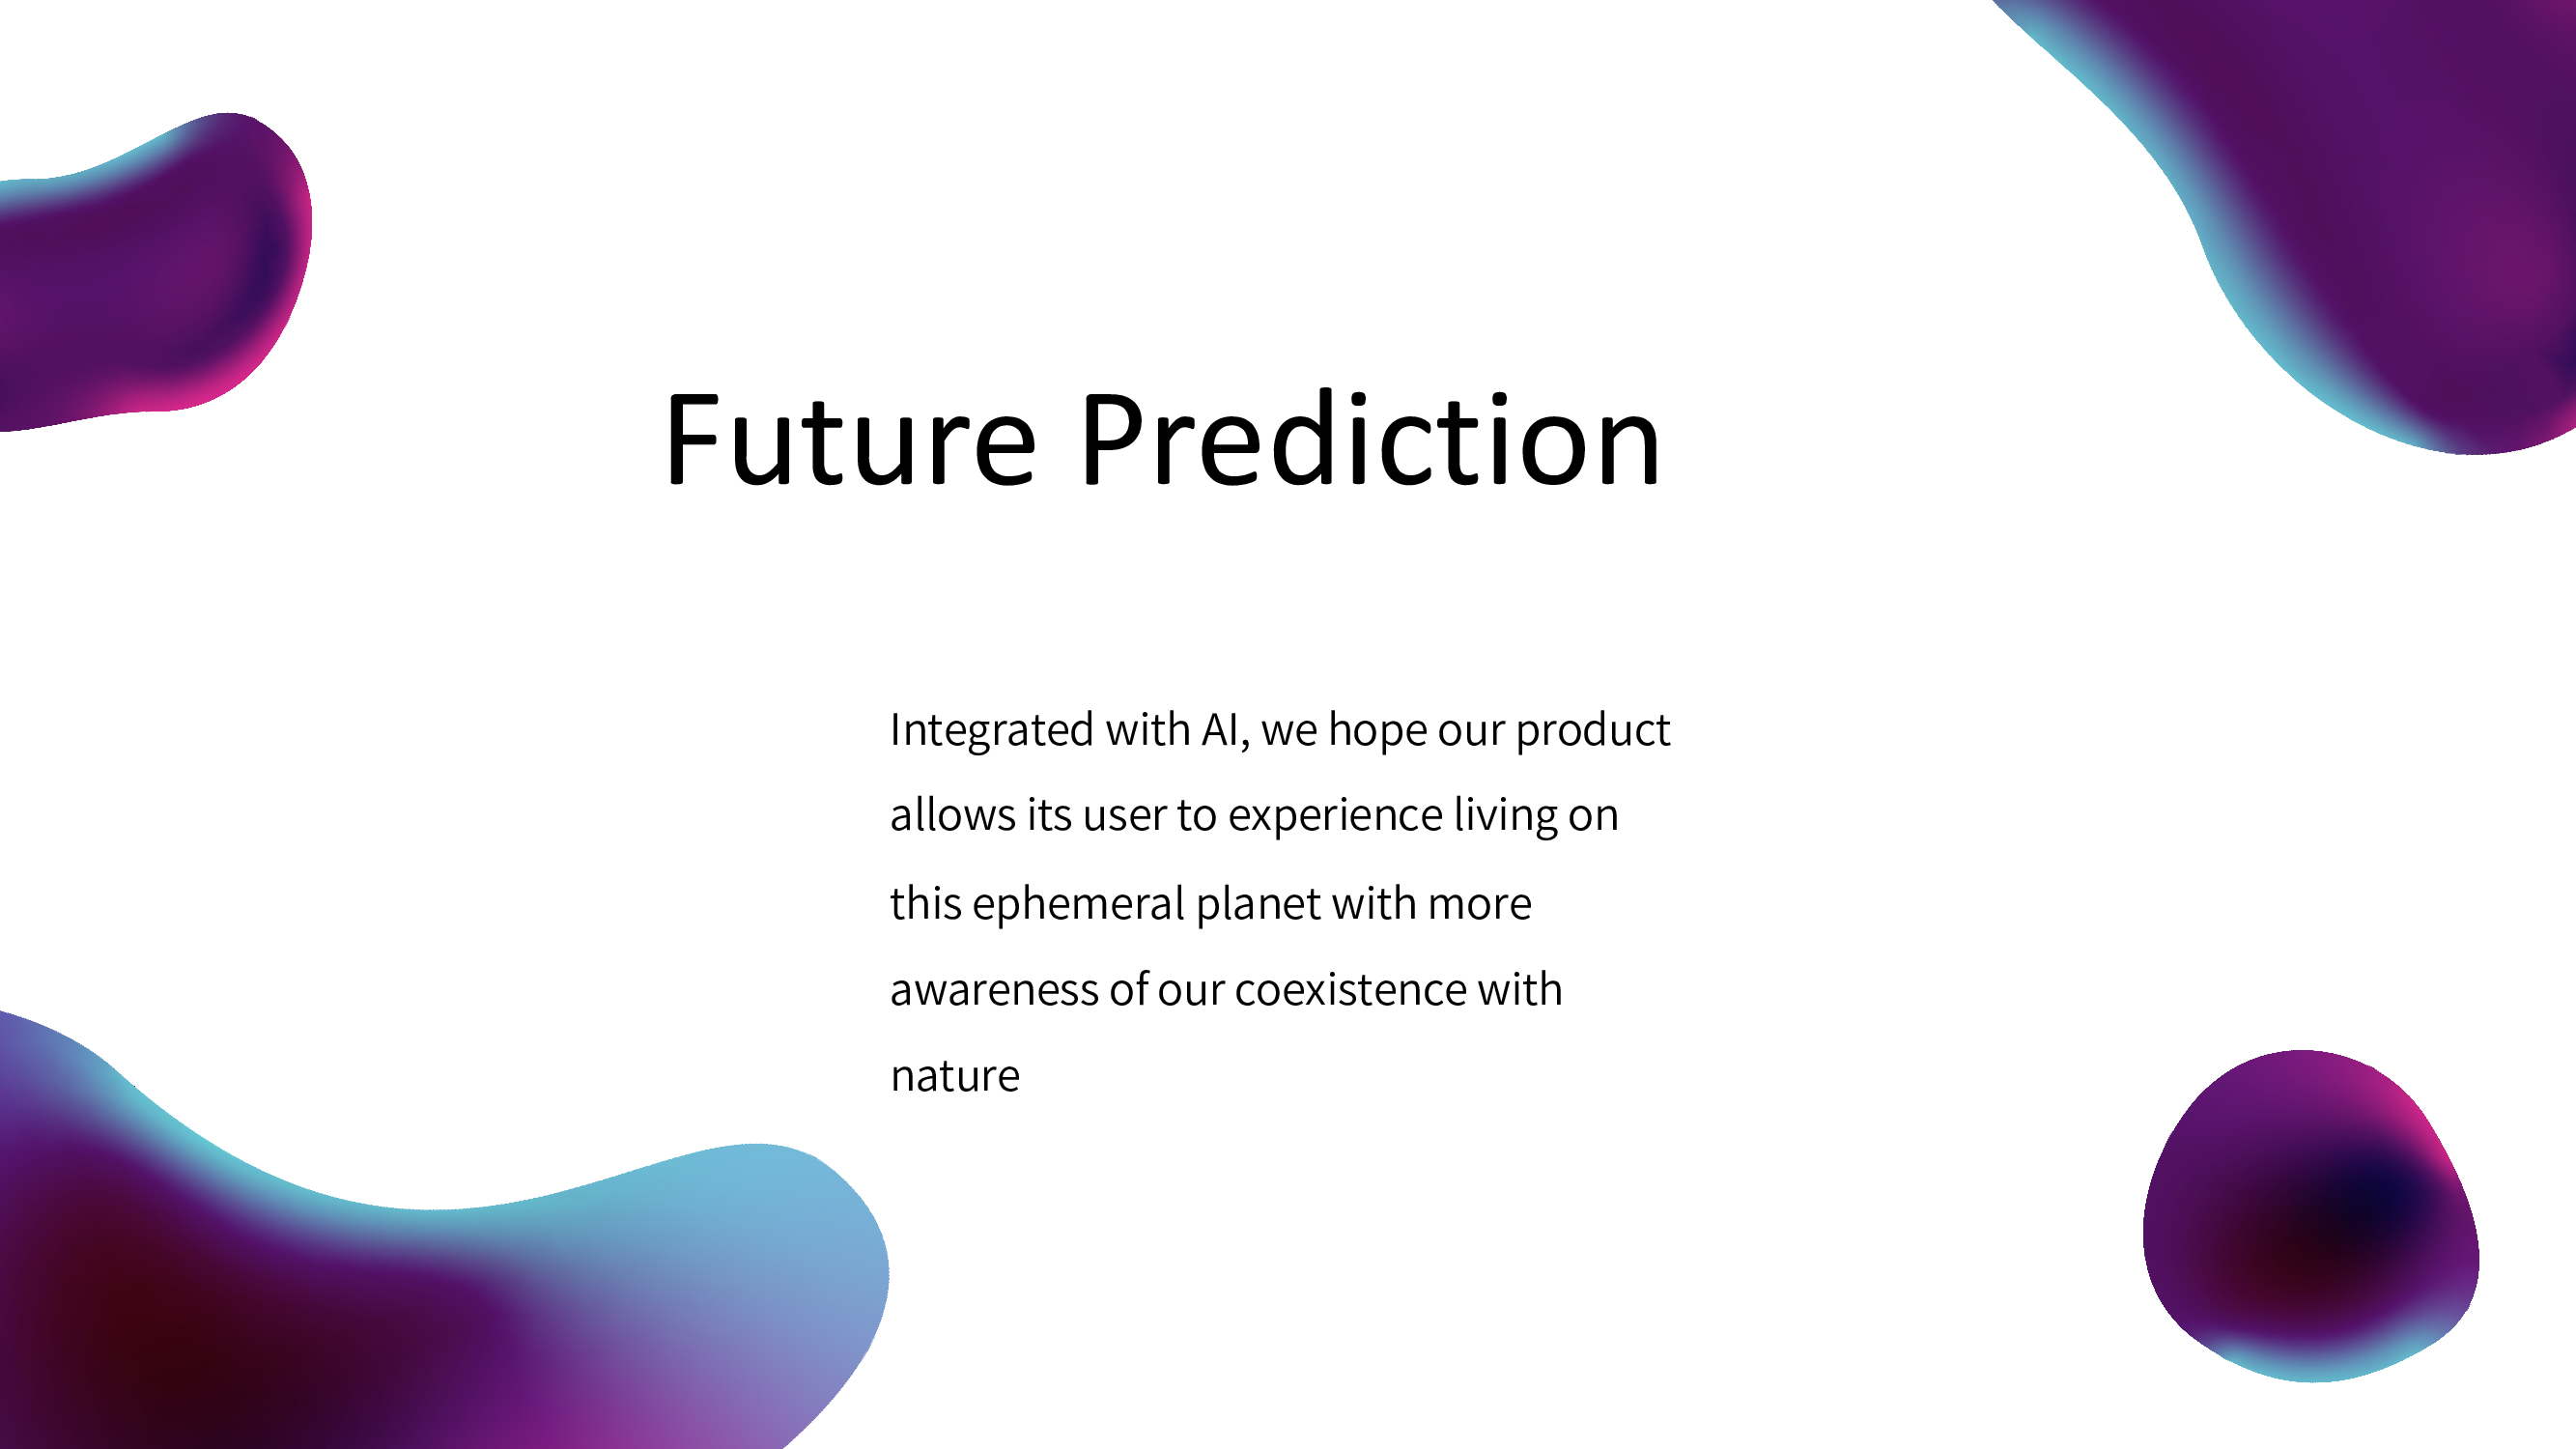 Future Prediction
Integrated with AI, we hope our product
allows its user to experience living on
this ephemeral planet with more
awareness of our coexistence with
nature